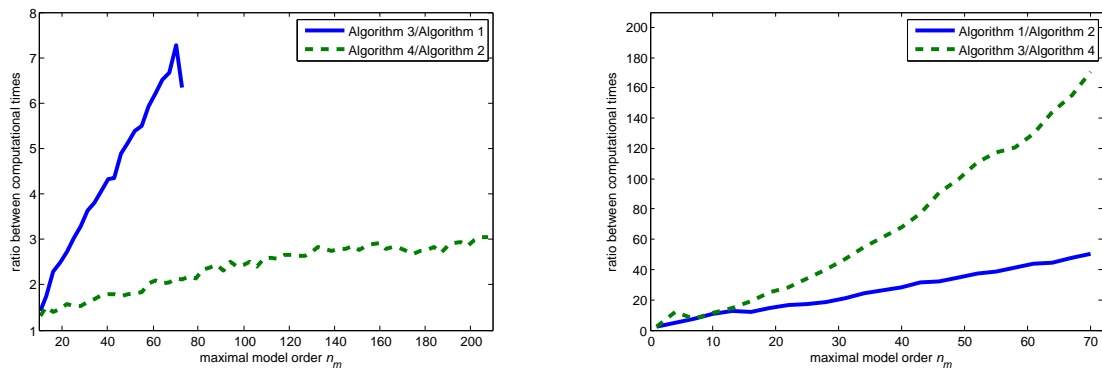 8
7
6
5
4
3
2
1
ratio between computational times
Algorithm 3/Algorithm 1
Algorithm 4/Algorithm 2
20 40 60 80 100 120 140 160 180 200
maximal model order n_m
200
180
160
140
120
100
80
60
40
20
0
ratio between computational times
Algorithm 1/Algorithm 2
Algorithm 3/Algorithm 4
0 10 20 30 40 50 60 70
maximal model order n_m